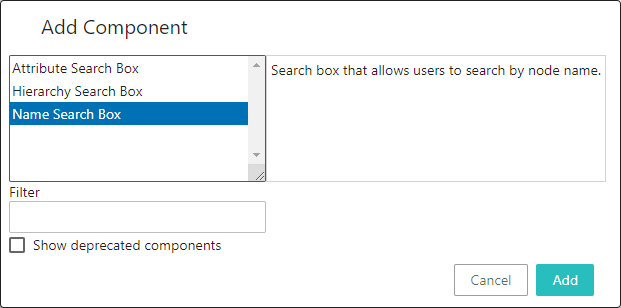 Add Component
Attribute Search Box
Hierarchy Search Box
Name Search Box
Search box that allows users to search by node name.
Filter
Show deprecated components
Cancel
Add